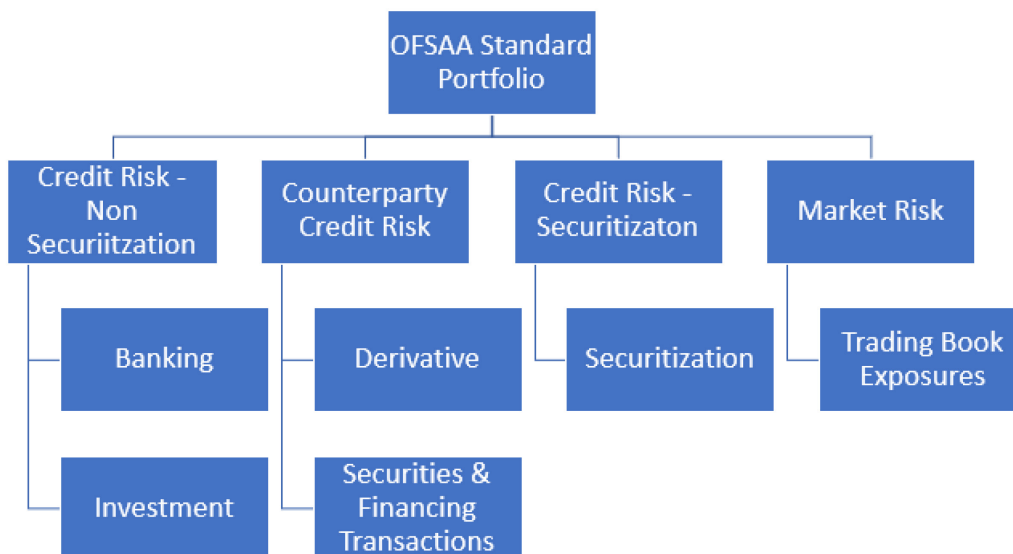 OFSAA Standard
Portfolio
Credit Risk -
Non
Securiitzation
Counterparty
Credit Risk
Credit Risk -
Securitizaton
Market Risk
Banking
Derivative
Securitization
Trading Book
Exposures
Investment
Securities &
Financing
Transactions